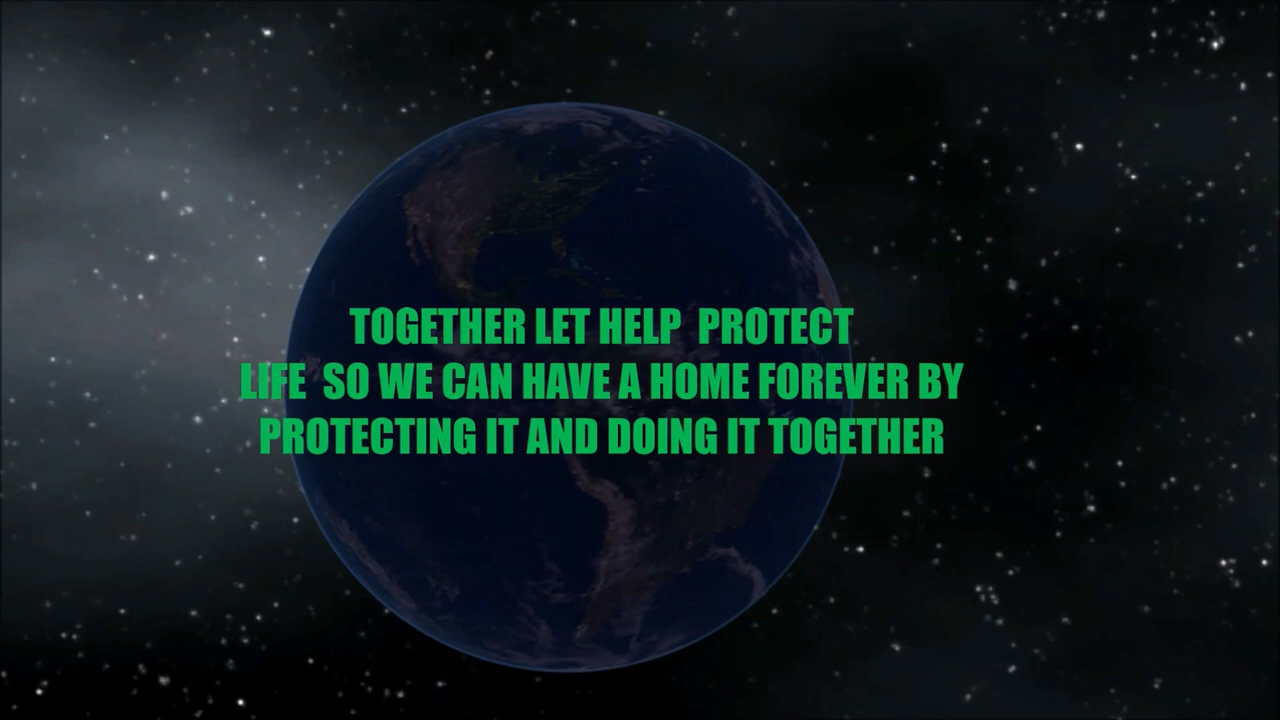 TOGETHER LET HELP  PROTECT
LIFE  SO WE CAN HAVE A HOME FOREVER BY
PROTECTING IT AND DOING IT TOGETHER